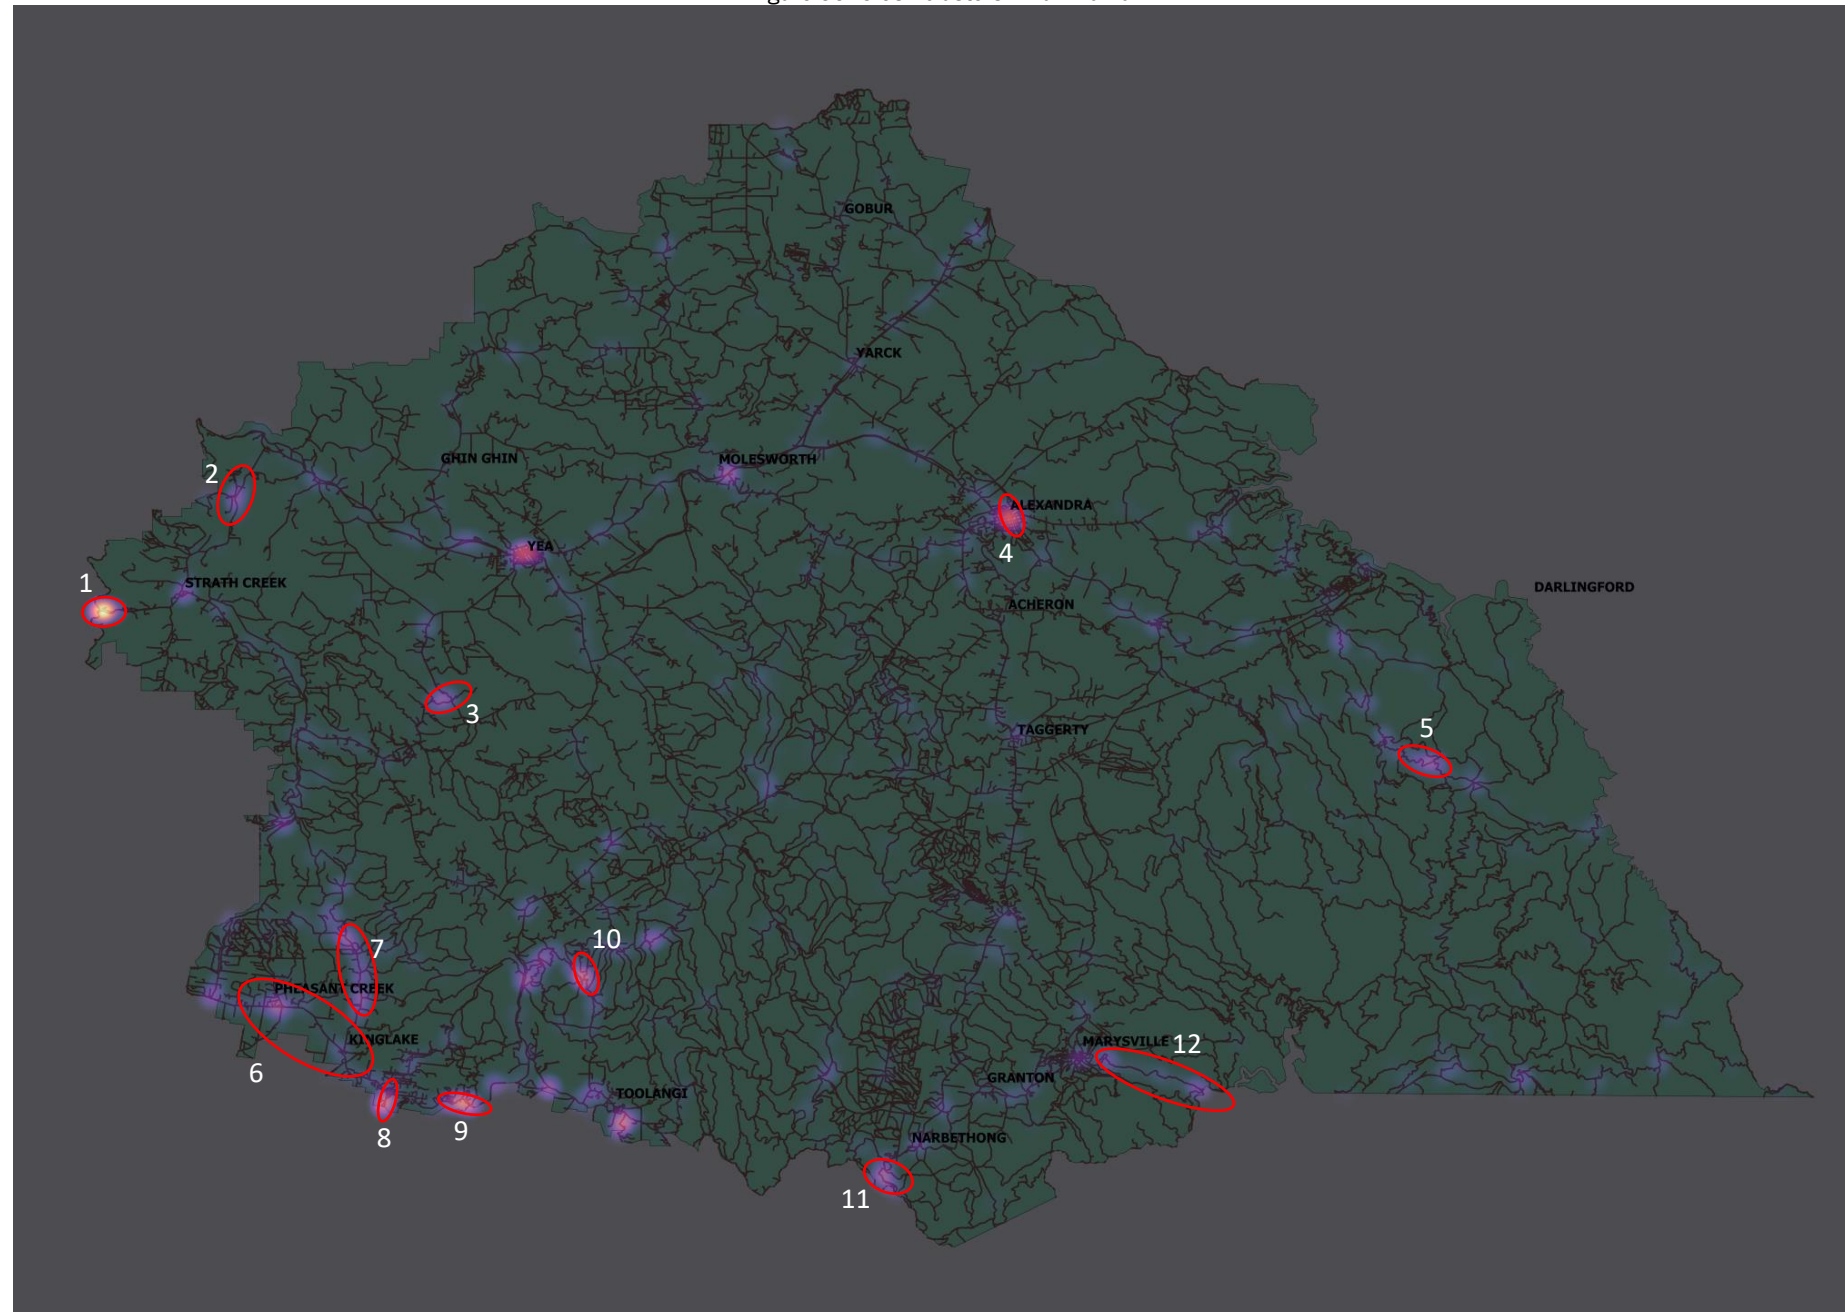 GOBUR
YARCK
GHIN GHIN
MOLESWORTH
2
ALEXANDRA
4
YEA
1
STRATH CREEK
DARLINGFORD
ACHERON
3
TAGGERTY
5
10
7
PHEASANT CREEK
KINGLAKE
6
MARYSVILLE
12
GRANTON
TOOLANGI
8
9
NARBETHONG
11